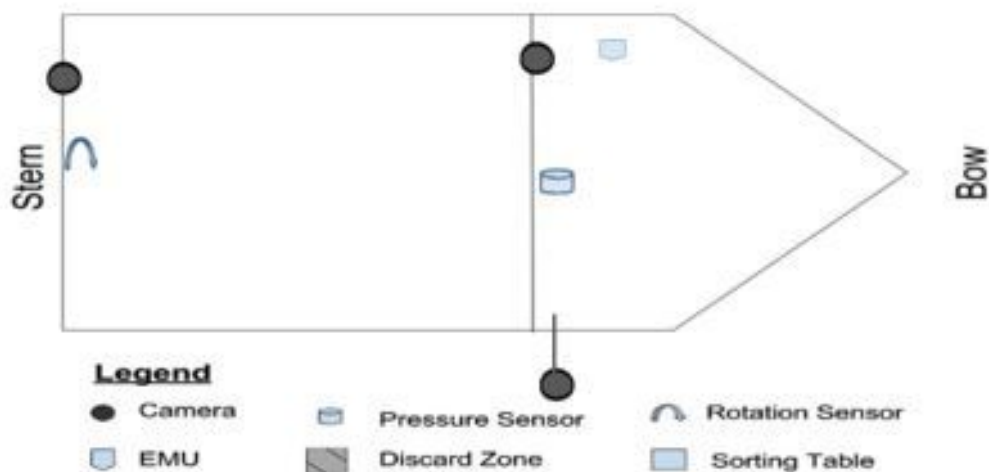 Stern
Bow
Legend
Camera
Pressure Sensor
Rotation Sensor
EMU
Discard Zone
Sorting Table